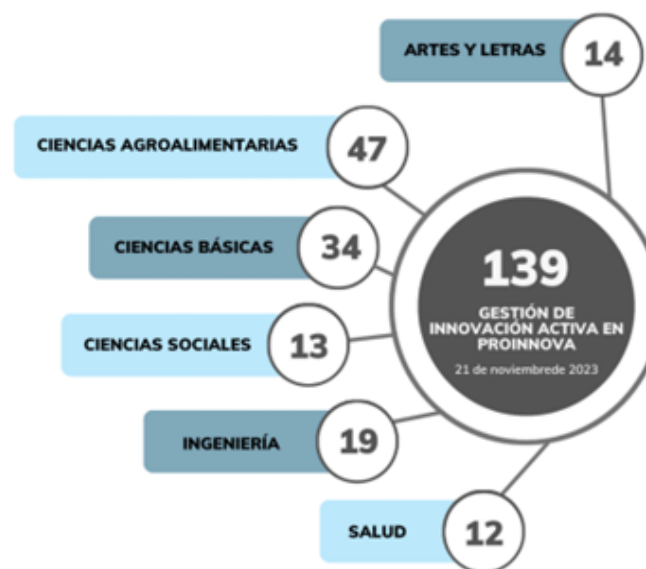 ARTES Y LETRAS
14
CIENCIAS AGROALIMENTARIAS
47
CIENCIAS BÁSICAS
34
CIENCIAS SOCIALES
13
INGENIERÍA
19
SALUD
12
139
GESTIÓN DE
INNOVACIÓN ACTIVA EN
PROINNOVA
21 de noviembrede 2023